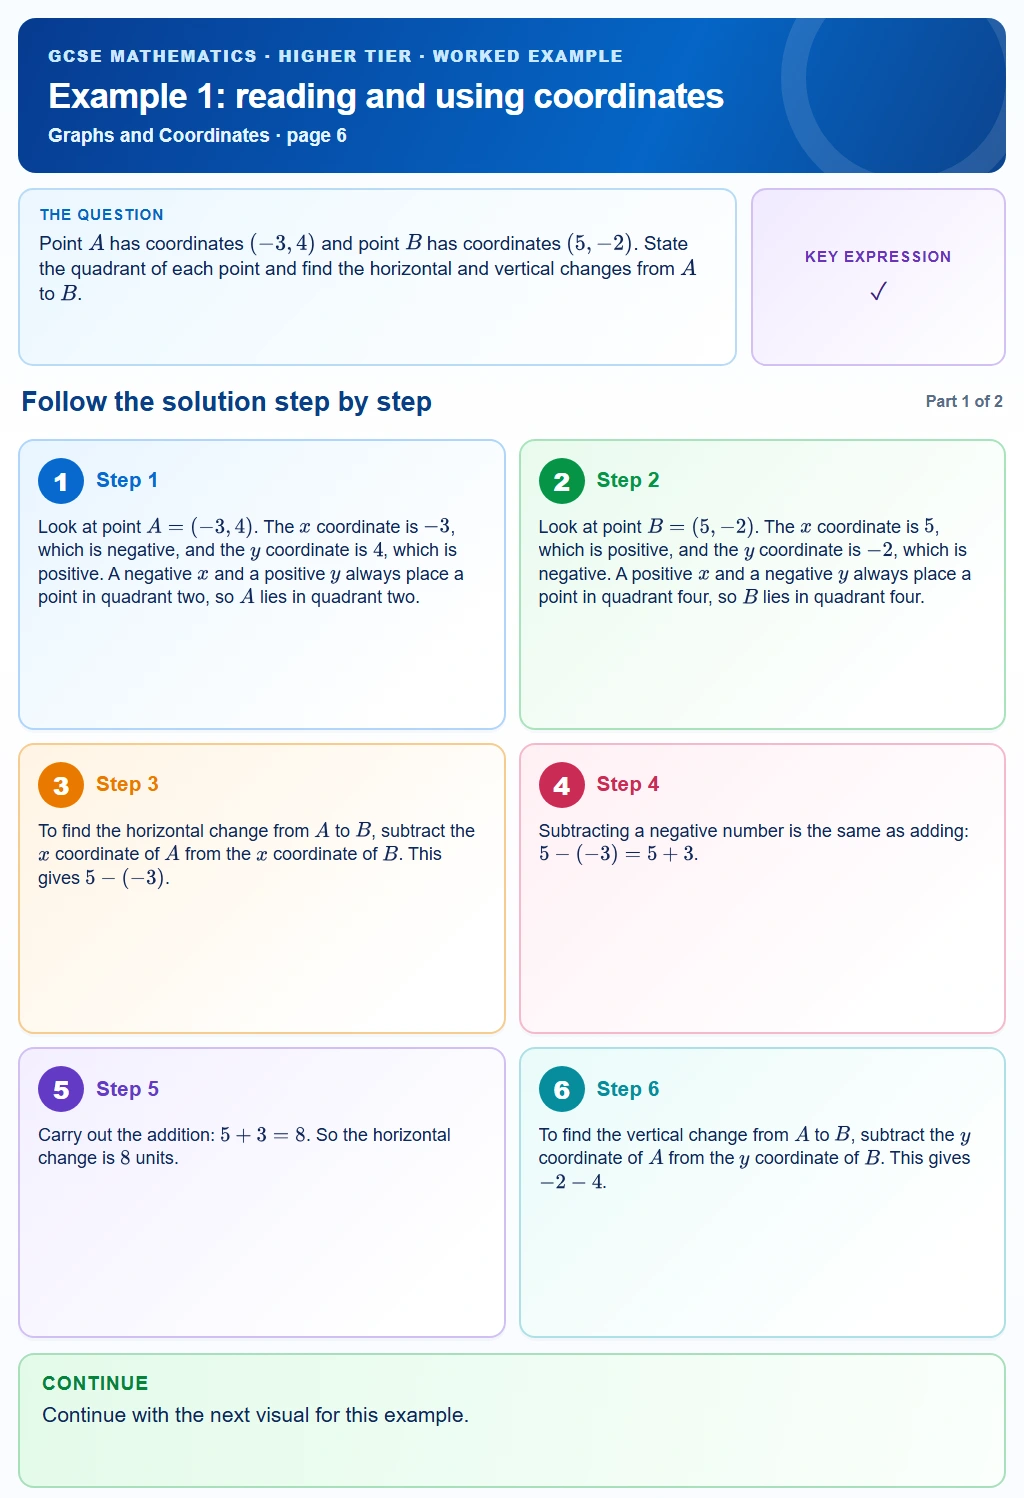 GCSE MATHEMATICS · HIGHER TIER · WORKED EXAMPLE
Example 1: reading and using coordinates
Graphs and Coordinates · page 6
THE QUESTION
Point A has coordinates (−3, 4) and point B has coordinates (5, −2). State
the quadrant of each point and find the horizontal and vertical changes from A
to B.
KEY EXPRESSION
✓
Follow the solution step by step
Part 1 of 2
1 Step 1
Look at point A = (−3, 4). The x coordinate is −3,
which is negative, and the y coordinate is 4, which is
positive. A negative x and a positive y always place a
point in quadrant two, so A lies in quadrant two.
2 Step 2
Look at point B = (5, −2). The x coordinate is 5,
which is positive, and the y coordinate is −2, which is
negative. A positive x and a negative y always place a
point in quadrant four, so B lies in quadrant four.
3 Step 3
To find the horizontal change from A to B, subtract the
x coordinate of A from the x coordinate of B. This
gives 5 − (−3).
4 Step 4
Subtracting a negative number is the same as adding:
5 − (−3) = 5 + 3.
5 Step 5
Carry out the addition: 5 + 3 = 8. So the horizontal
change is 8 units.
6 Step 6
To find the vertical change from A to B, subtract the y
coordinate of A from the y coordinate of B. This gives
−2 − 4.
CONTINUE
Continue with the next visual for this example.